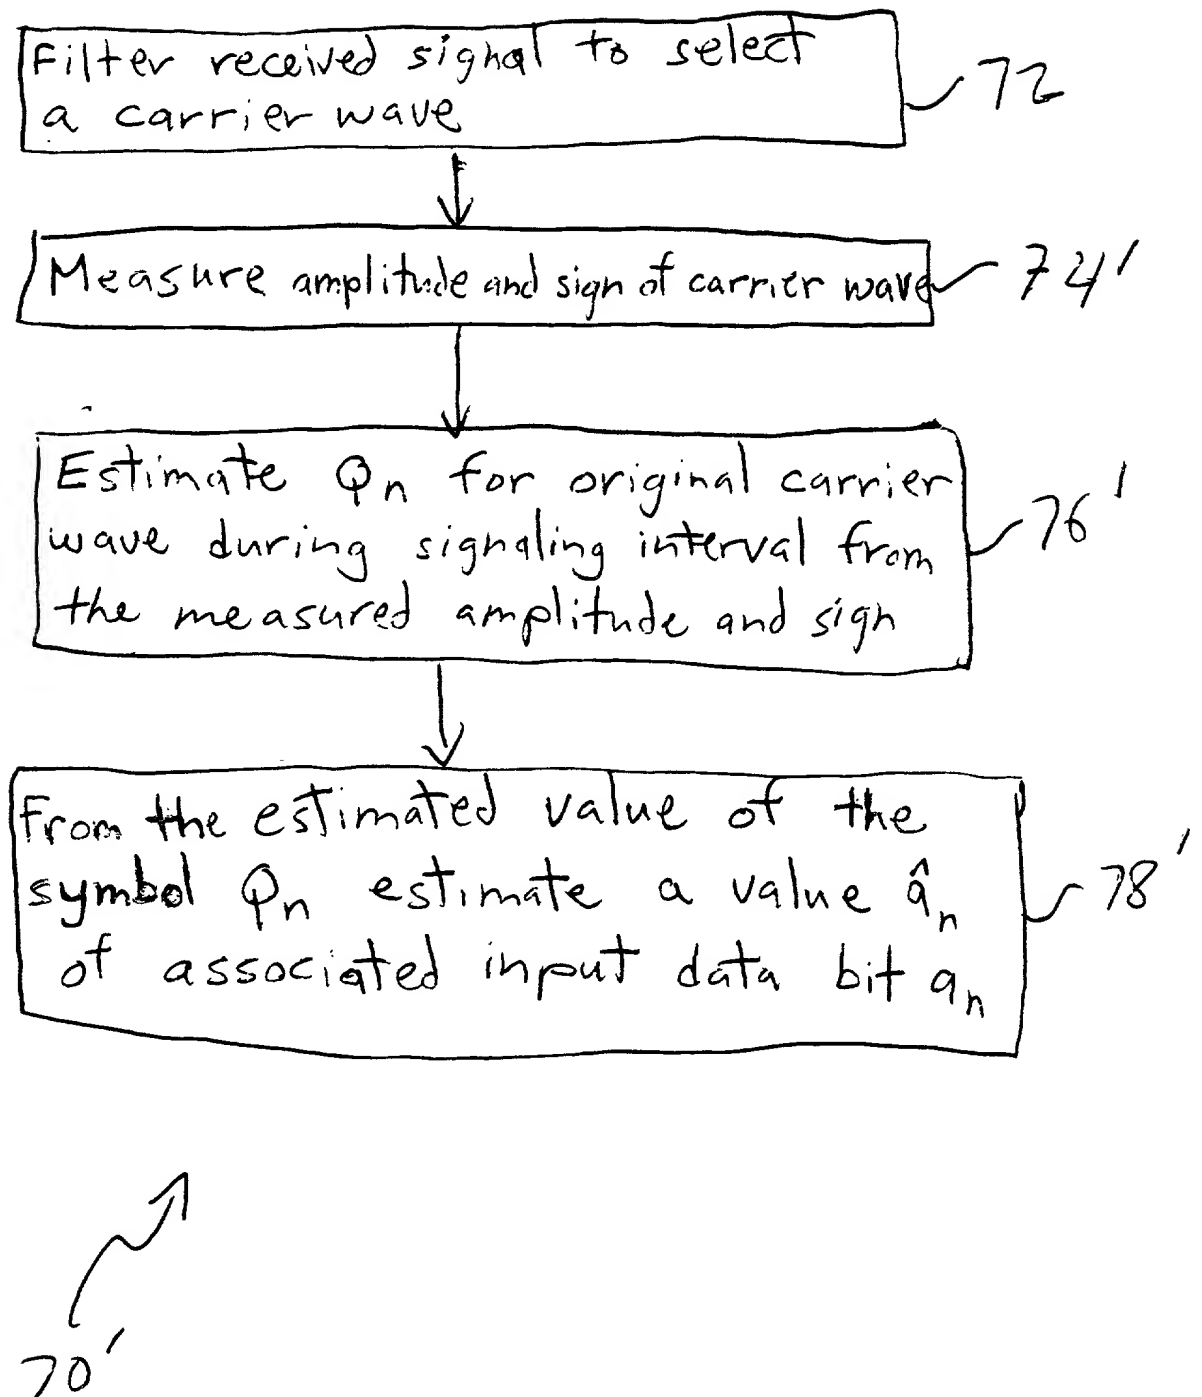 Filter received signal to select
a carrier wave
72
Measure amplitude and sign of carrier wave
74'
Estimate Qn for original carrier
wave during signaling interval from
the measured amplitude and sign
76'
From the estimated value of the
symbol Qn estimate a value ân
of associated input data bit an
78'
70'